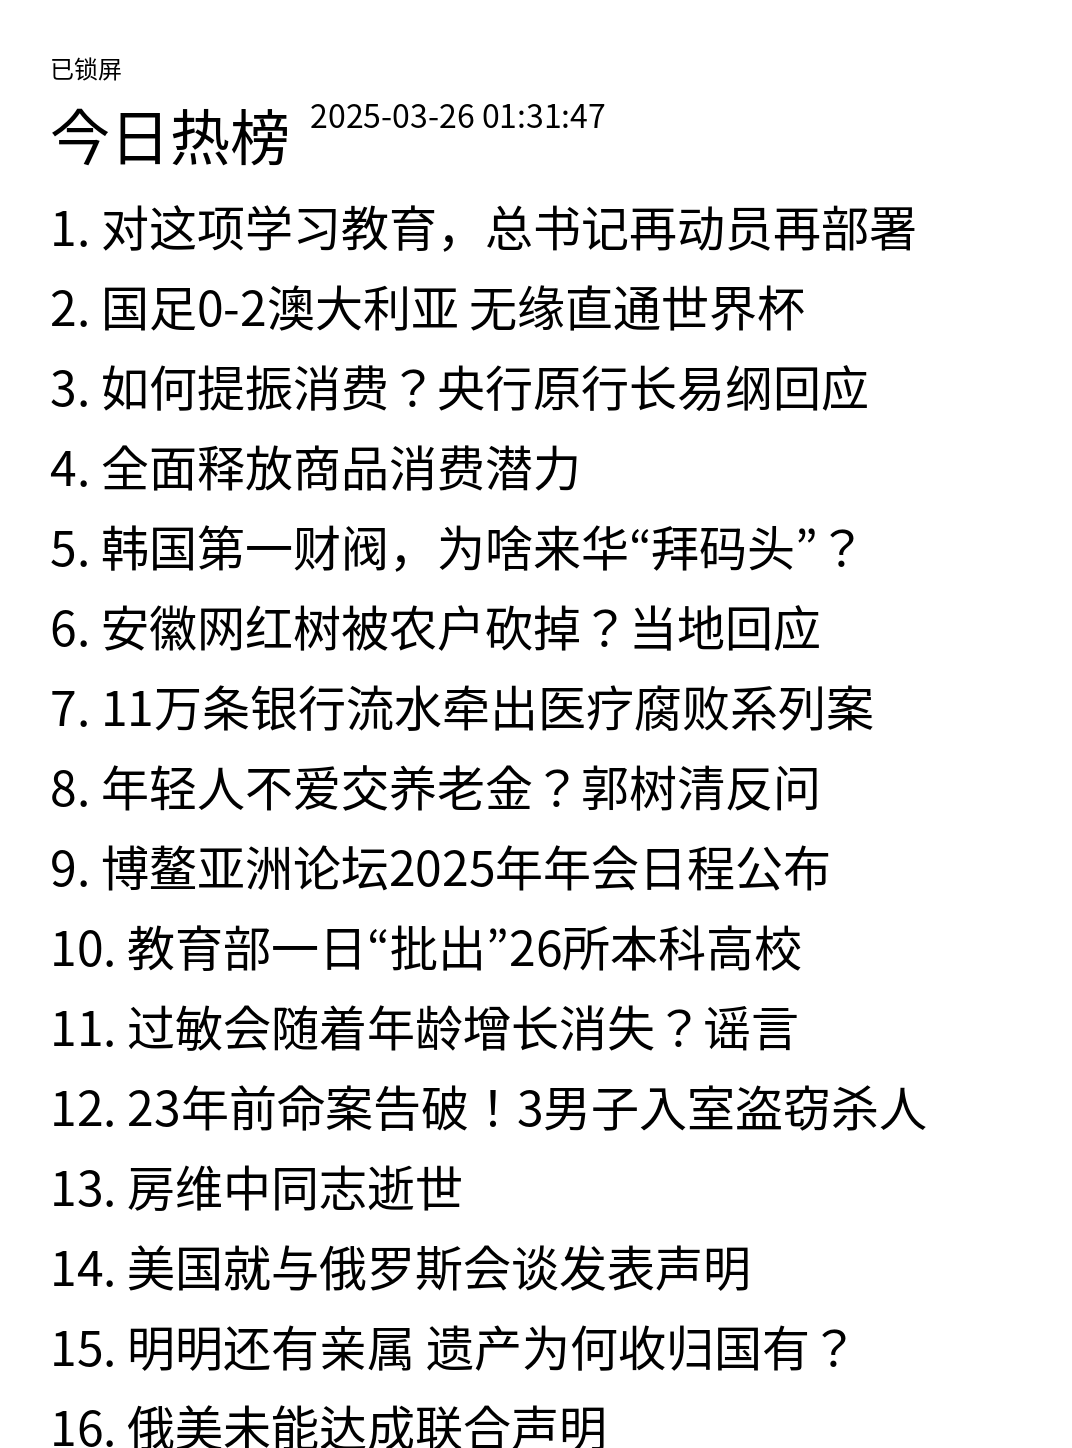 已锁屏
今日热榜 2025-03-26 01:31:47
1. 对这项学习教育，总书记再动员再部署
2. 国足0-2澳大利亚 无缘直通世界杯
3. 如何提振消费？央行原行长易纲回应
4. 全面释放商品消费潜力
5. 韩国第一财阀，为啥来华“拜码头”？
6. 安徽网红树被农户砍掉？当地回应
7. 11万条银行流水牵出医疗腐败系列案
8. 年轻人不爱交养老金？郭树清反问
9. 博鳌亚洲论坛2025年年会日程公布
10. 教育部一日“批出”26所本科高校
11. 过敏会随着年龄增长消失？谣言
12. 23年前命案告破！3男子入室盗窃杀人
13. 房维中同志逝世
14. 美国就与俄罗斯会谈发表声明
15. 明明还有亲属 遗产为何收归国有？
16. 俄美未能达成联合声明